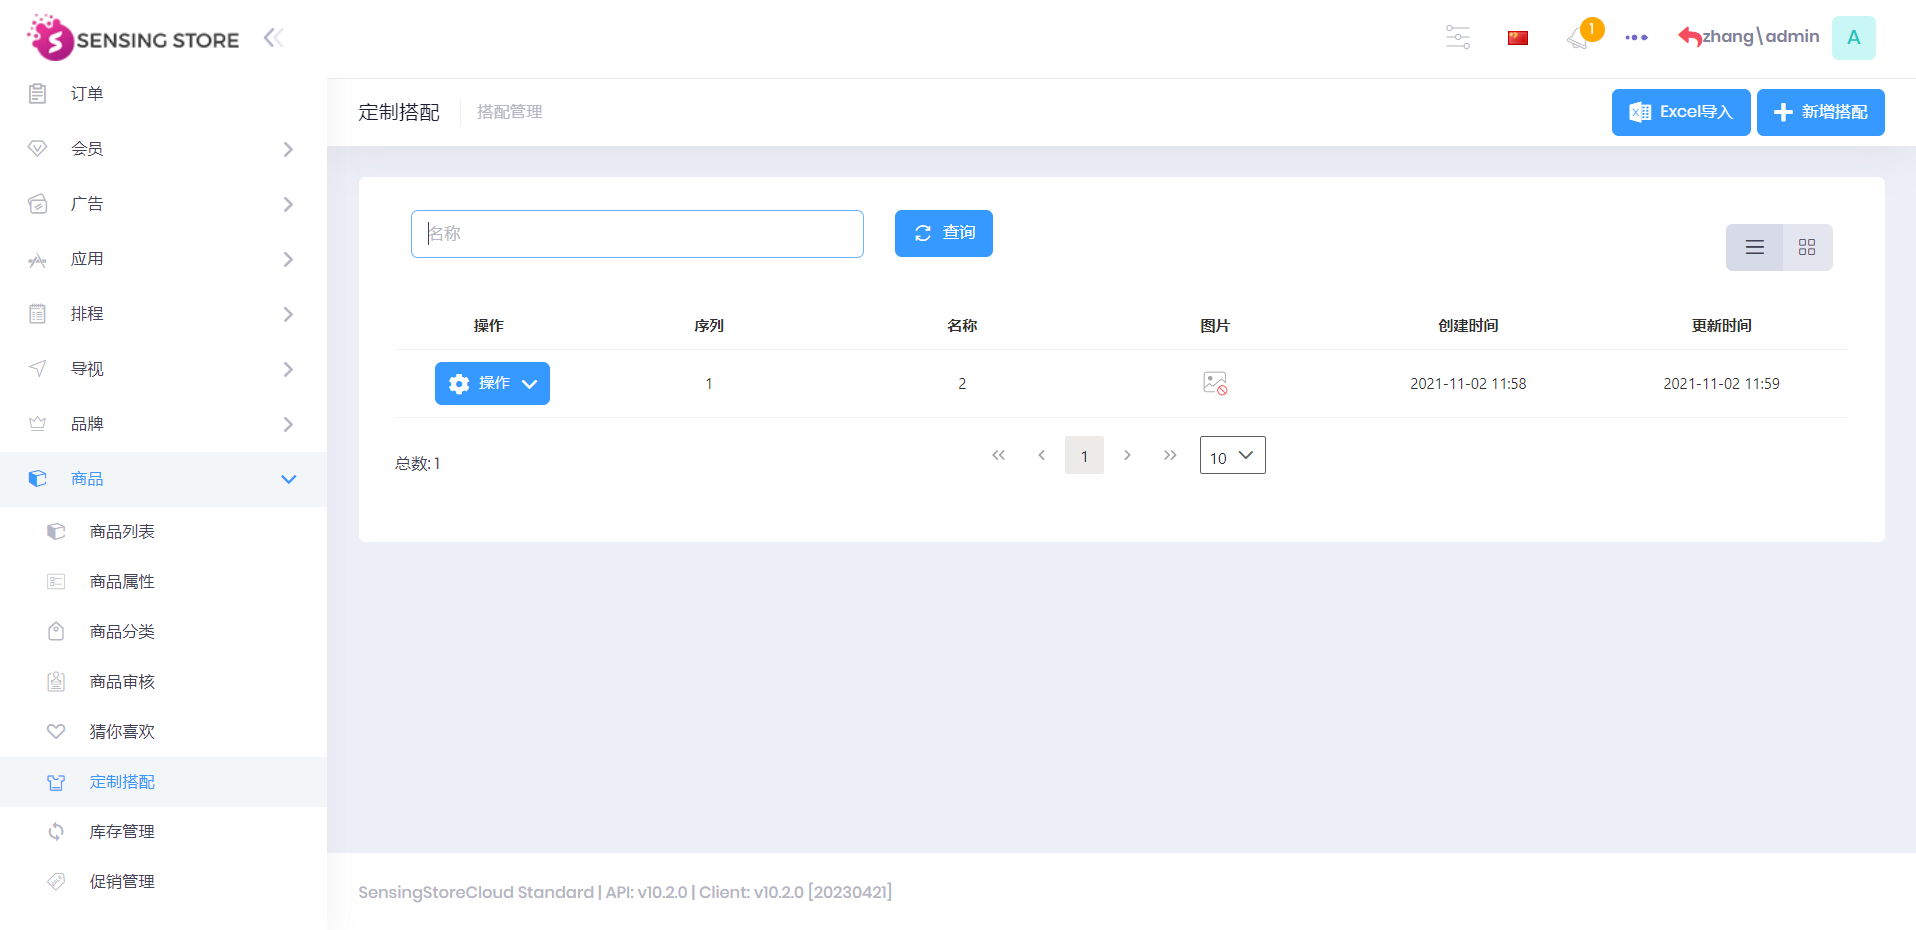 SENSING STORE
1
zhang\admin
A
订单
会员
广告
应用
排程
导视
品牌
商品
商品列表
商品属性
商品分类
商品审核
猜你喜欢
定制搭配
库存管理
促销管理
定制搭配 搭配管理
Excel导入 新增搭配
名称 查询
操作 序列 名称 图片 创建时间 更新时间
操作 1 2 2021-11-02 11:58 2021-11-02 11:59
总数: 1
1 10
SensingStoreCloud Standard | API: v10.2.0 | Client: v10.2.0 [20230421]